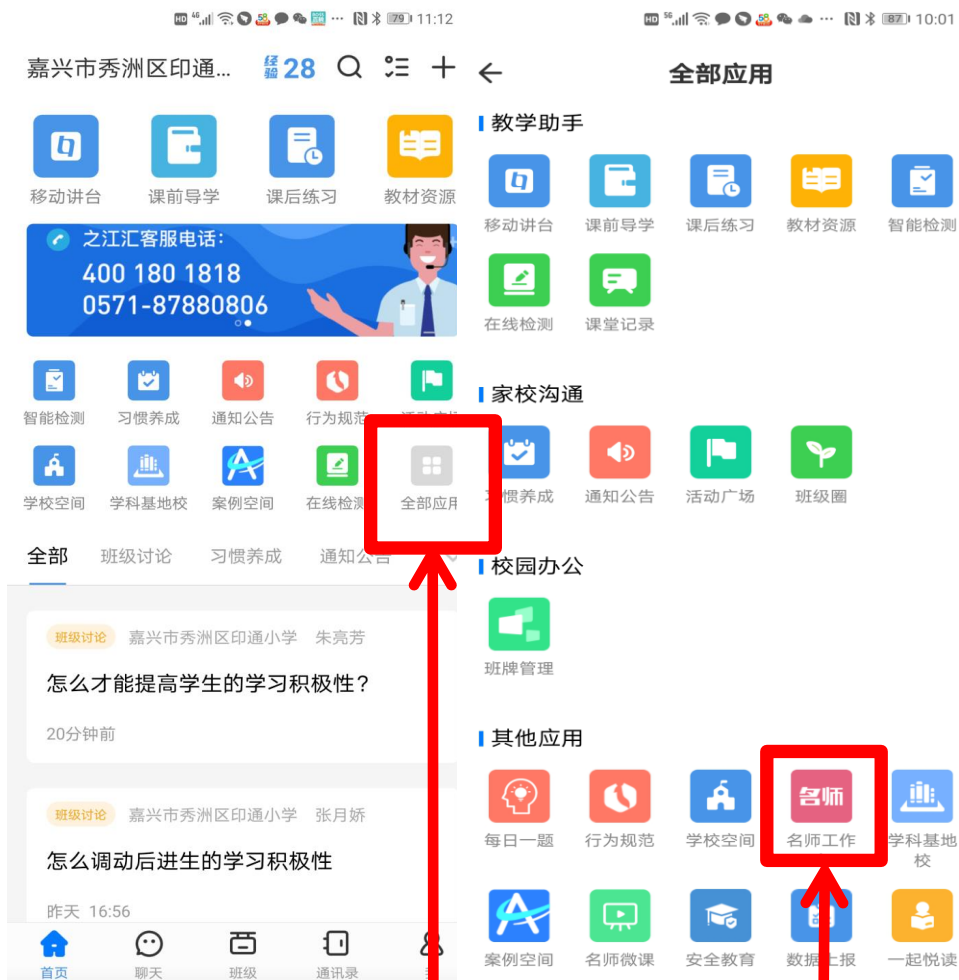 HD 46 58 79 11:12
嘉兴市秀洲区印通... 经验 28
移动讲台 课前导学 课后练习 教材资源
之江汇客服电话：
400 180 1818
0571-87880806
智能检测 习惯养成 通知公告 行为规范
学校空间 学科基地校 案例空间 在线检测 全部应用
全部 班级讨论 习惯养成 通知公告
班级讨论 嘉兴市秀洲区印通小学 朱亮芳
怎么才能提高学生的学习积极性？
20分钟前
班级讨论 嘉兴市秀洲区印通小学 张月娇
怎么调动后进生的学习积极性
昨天 16:56
首页 聊天 班级 通讯录
HD 56 58 87 10:01
全部应用
教学助手
移动讲台 课前导学 课后练习 教材资源 智能检测
在线检测 课堂记录
家校沟通
习惯养成 通知公告 活动广场 班级圈
校园办公
班牌管理
其他应用
名师
每日一题 行为规范 学校空间 名师工作 学科基地
校
案例空间 名师微课 安全教育 数据上报 一起悦读